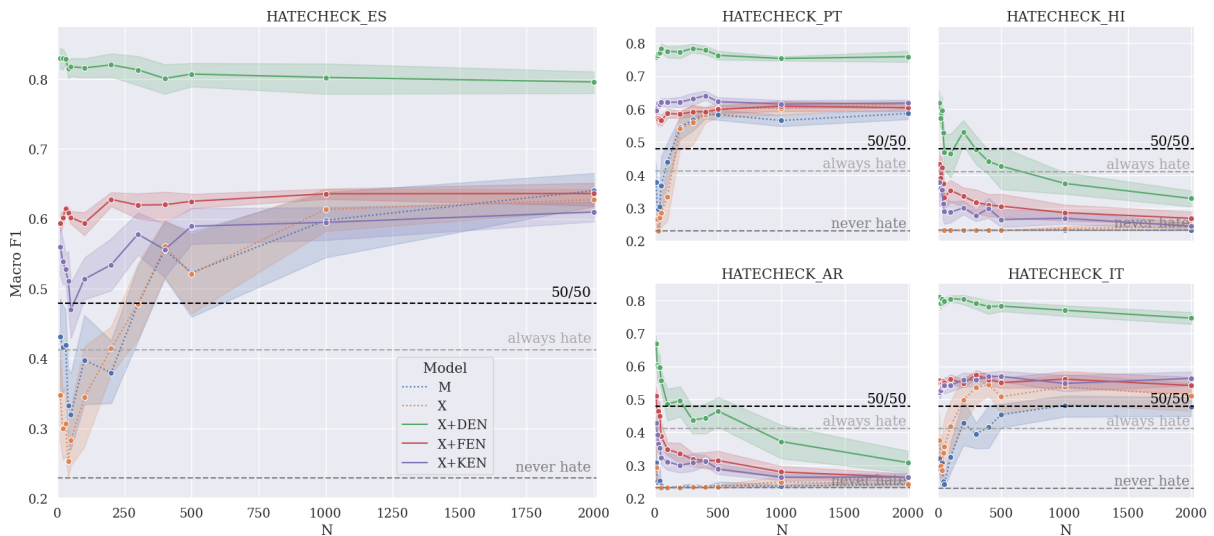 HATECHECK_ES
HATECHECK_PT
HATECHECK_HI
Macro F1
0.8
0.7
0.6
0.5
0.4
0.3
0.2
50/50
always hate
never hate
Model
M
X
X+DEN
X+FEN
X+KEN
0 250 500 750 1000 1250 1500 1750 2000
N
0.8
0.7
0.6
0.5
0.4
0.3
0.2
50/50
always hate
never hate
50/50
always hate
never hate
HATECHECK_AR
HATECHECK_IT
0.8
0.7
0.6
0.5
0.4
0.3
0.2
50/50
always hate
never hate
50/50
always hate
never hate
0 500 1000 1500 2000
N
0 500 1000 1500 2000
N